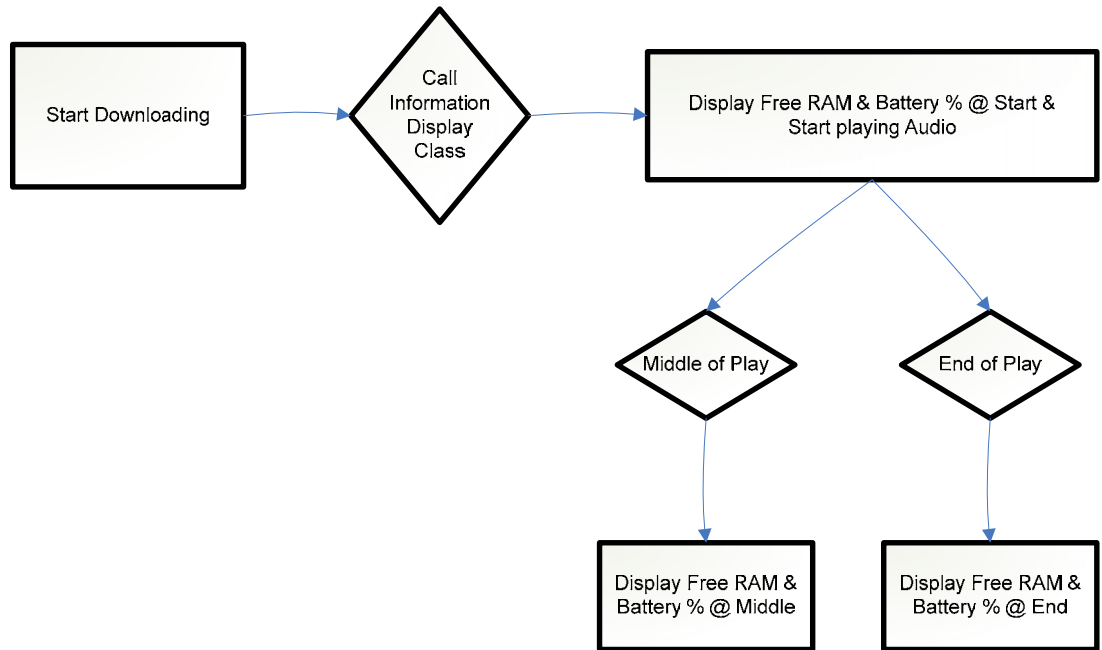 Start Downloading
Call
Information
Display
Class
Display Free RAM & Battery % @ Start &
Start playing Audio
Middle of Play
End of Play
Display Free RAM &
Battery % @ Middle
Display Free RAM &
Battery % @ End